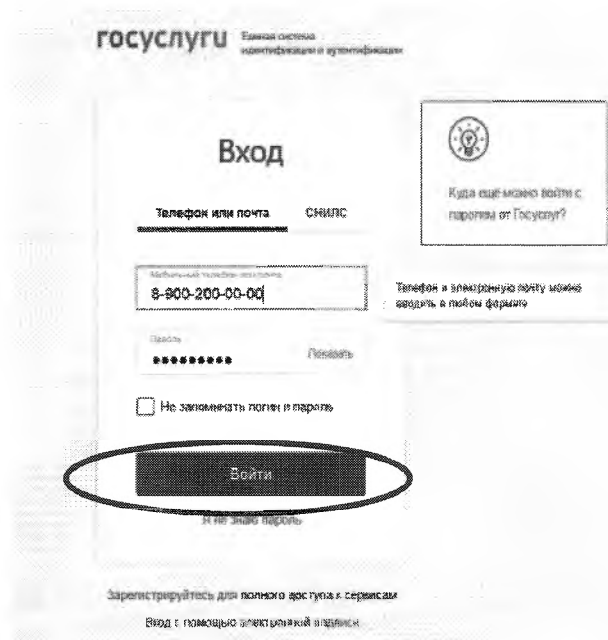 госуслуги
Единая система
идентификации и аутентификации
Вход
Телефон или почта
СНИЛС
Мобильный телефон или почта
8-900-200-00-00
Пароль
Показать
Не запоминать логин и пароль
Войти
Я не знаю пароль
Куда ещё можно войти с
паролем от Госуслуг?
Телефон и электронную почту можно
вводить в любом формате
Зарегистрируйтесь для полного доступа к сервисам
Вход с помощью электронной подписи